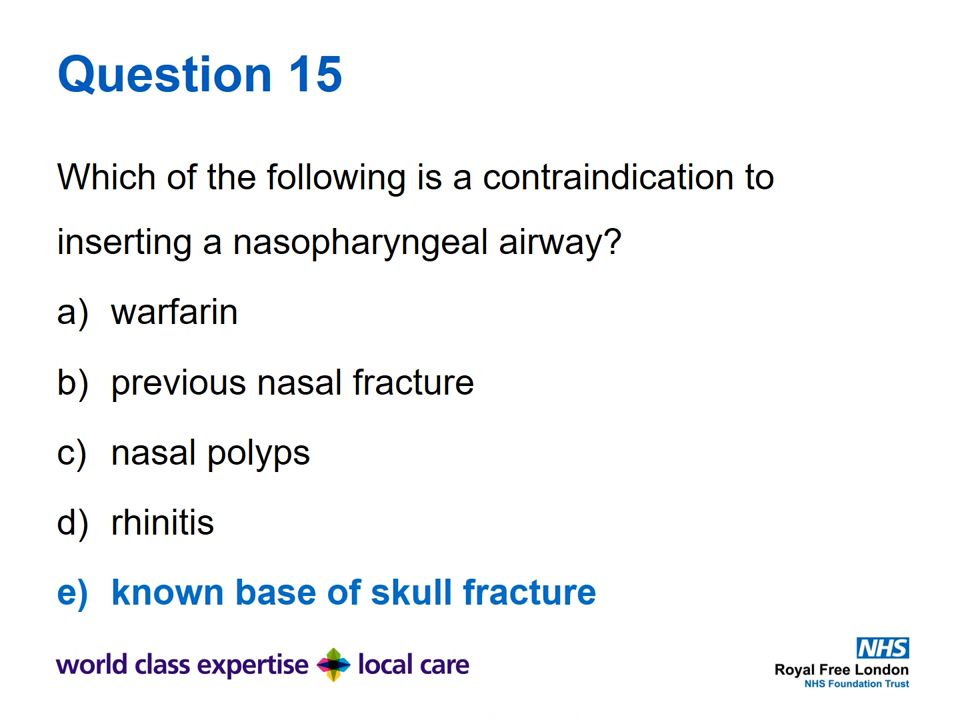 Question 15
Which of the following is a contraindication to
inserting a nasopharyngeal airway?
a) warfarin
b) previous nasal fracture
c) nasal polyps
d) rhinitis
e) known base of skull fracture
world class expertise local care
NHS
Royal Free London
NHS Foundation Trust